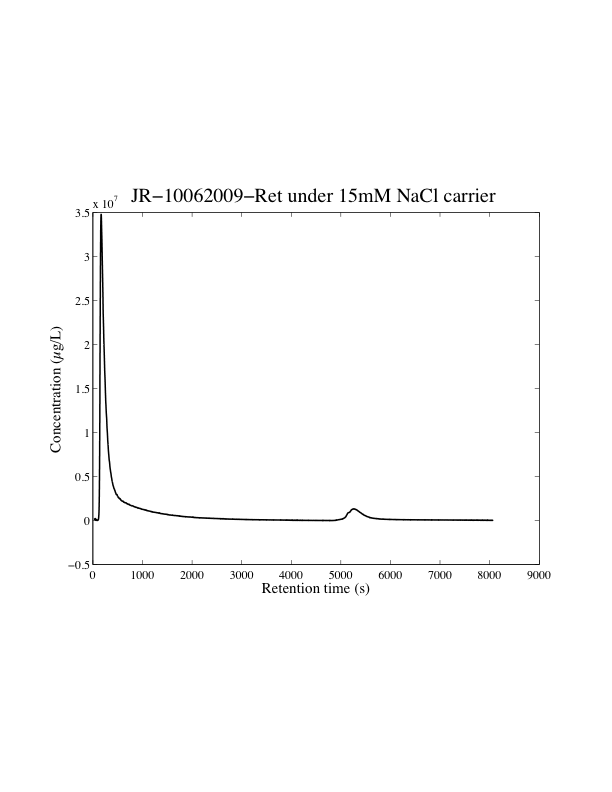 JR−10062009−Ret under 15mM NaCl carrier
x 10^7
3.5
3
2.5
2
1.5
1
0.5
0
−0.5
Concentration (μg/L)
0 1000 2000 3000 4000 5000 6000 7000 8000 9000
Retention time (s)